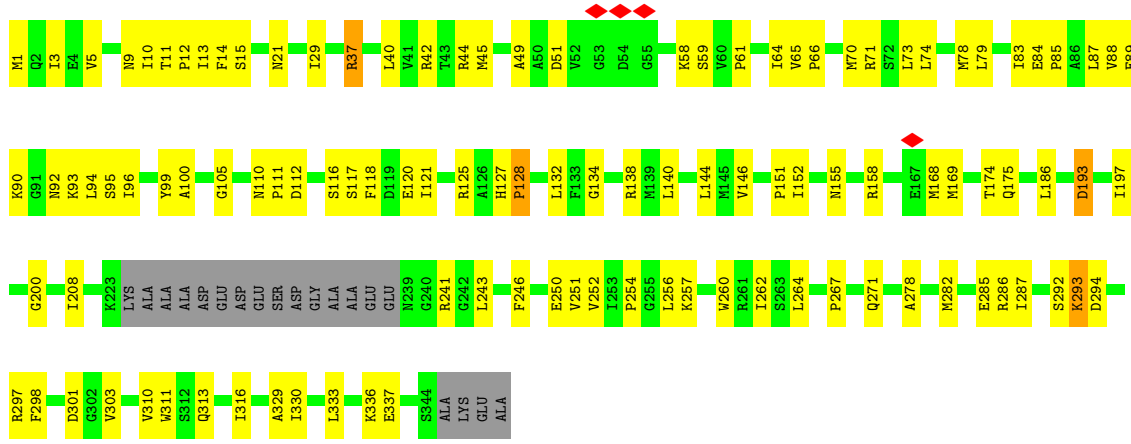 M1 Q2 I3 E4 V5 N9 I10 T11 P12 I13 F14 S15 N21 I29 R37 L40 V41 R42 T43 R44 M45 A49 A50 D51 V52 G53 D54 G55 K58 S59 V60 P61 I64 V65 P66 M70 R71 S72 L73 L74 M78 L79 I83 E84 P85 A86 L87 V88 E89
K90 G91 N92 K93 L94 S95 I96 Y99 A100 G105 N110 P111 D112 S116 S117 F118 D119 E120 I121 R125 A126 H127 P128 L132 F133 G134 R138 M139 L140 L144 M145 V146 P151 I152 N155 R158 E167 M168 M169 T174 Q175 L186 D193 I197
G200 I208 K223 LYS ALA ALA ALA ASP GLU ASP GLU SER ASP GLY ALA ALA GLU GLU N239 G240 R241 G242 L243 F246 E250 V251 V252 I253 P254 G255 L256 K257 W260 R261 I262 S263 L264 P267 Q271 A278 M282 E285 R286 I287 S292 K293 D294
R297 F298 D301 G302 V303 V310 W311 S312 Q313 I316 A329 I330 L333 K336 E337 S344 ALA LYS GLU ALA